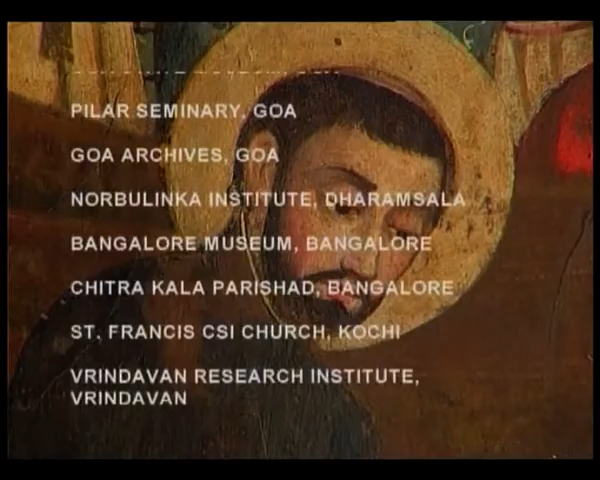 PILAR SEMINARY, GOA
GOA ARCHIVES, GOA
NORBULINKA INSTITUTE, DHARAMSALA
BANGALORE MUSEUM, BANGALORE
CHITRA KALA PARISHAD, BANGALORE
ST. FRANCIS CSI CHURCH, KOCHI
VRINDAVAN RESEARCH INSTITUTE,
VRINDAVAN